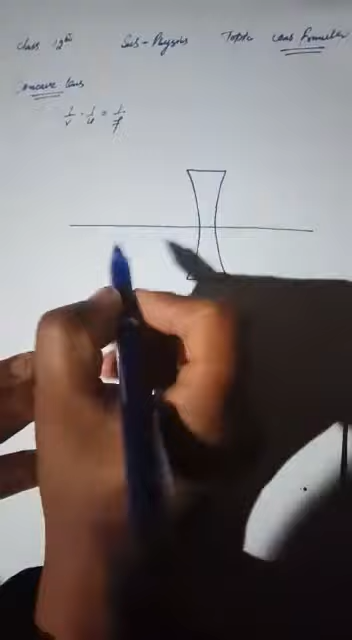 Class 12th Sub-Physics Topic Lens Formula
Concave lens
1/v - 1/u = 1/f